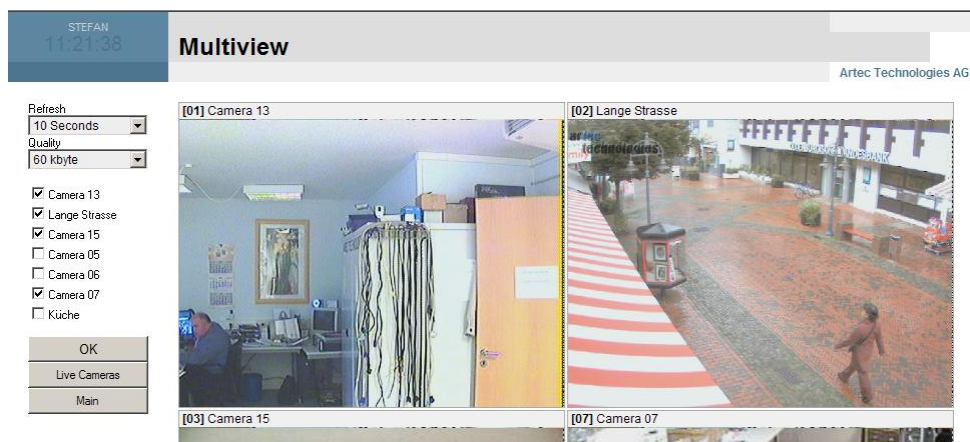 STEFAN
11:21:38
Multiview
Artec Technologies AG
Refresh
10 Seconds
Quality
60 kbyte
Camera 13
Lange Strasse
Camera 15
Camera 05
Camera 06
Camera 07
Küche
OK
Live Cameras
Main
[01] Camera 13
[02] Lange Strasse
technologies
LANDESBANK
[03] Camera 15
[07] Camera 07